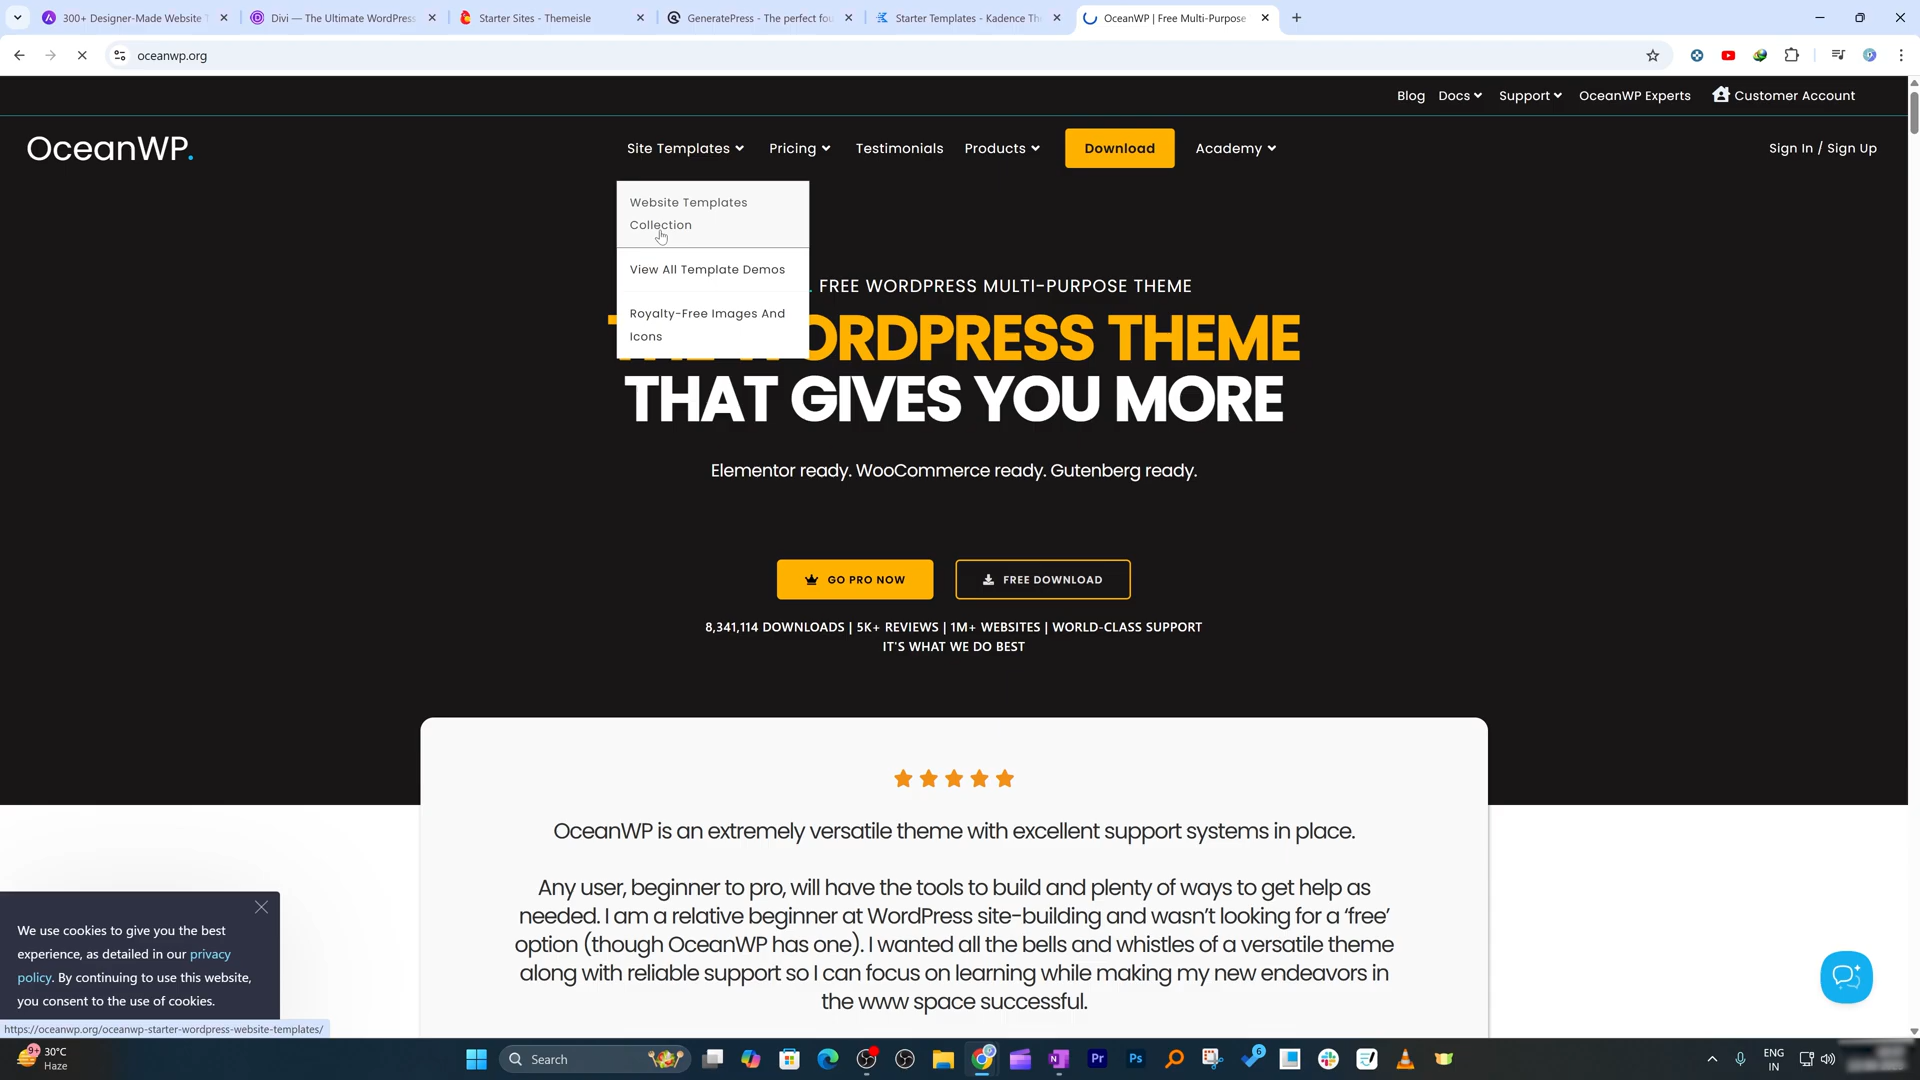 300+ Designer-Made Website T
Divi — The Ultimate WordPress
Starter Sites - Themeisle
GeneratePress - The perfect fou
Starter Templates - Kadence Th
OceanWP | Free Multi-Purpose
oceanwp.org
Blog Docs Support OceanWP Experts Customer Account
OceanWP.
Site Templates Pricing Testimonials Products Download Academy
Sign In / Sign Up
Website Templates
Collection
View All Template Demos
Royalty-Free Images And
Icons
FREE WORDPRESS MULTI-PURPOSE THEME
WORDPRESS THEME
THAT GIVES YOU MORE
Elementor ready. WooCommerce ready. Gutenberg ready.
GO PRO NOW
FREE DOWNLOAD
8,341,114 DOWNLOADS | 5K+ REVIEWS | 1M+ WEBSITES | WORLD-CLASS SUPPORT
IT'S WHAT WE DO BEST
OceanWP is an extremely versatile theme with excellent support systems in place.
Any user, beginner to pro, will have the tools to build and plenty of ways to get help as
needed. I am a relative beginner at WordPress site-building and wasn't looking for a 'free'
option (though OceanWP has one). I wanted all the bells and whistles of a versatile theme
along with reliable support so I can focus on learning while making my new endeavors in
the www space successful.
We use cookies to give you the best
experience, as detailed in our privacy
policy. By continuing to use this website,
you consent to the use of cookies.
https://oceanwp.org/oceanwp-starter-wordpress-website-templates/
9+
30°C
Haze
Search
Pr
Ps
6
ENG
IN